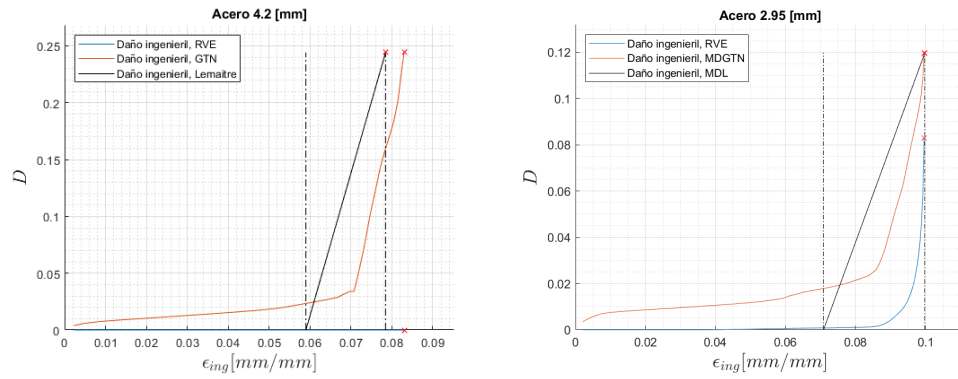 Acero 4.2 [mm]
Daño ingenieril, RVE
Daño ingenieril, GTN
Daño ingenieril, Lemaitre
0.25
0.2
0.15
0.1
0.05
0
D
0 0.01 0.02 0.03 0.04 0.05 0.06 0.07 0.08 0.09
ϵing[mm/mm]
Acero 2.95 [mm]
Daño ingenieril, RVE
Daño ingenieril, MDGTN
Daño ingenieril, MDL
0.12
0.1
0.08
0.06
0.04
0.02
0
D
0 0.02 0.04 0.06 0.08 0.1
ϵing[mm/mm]